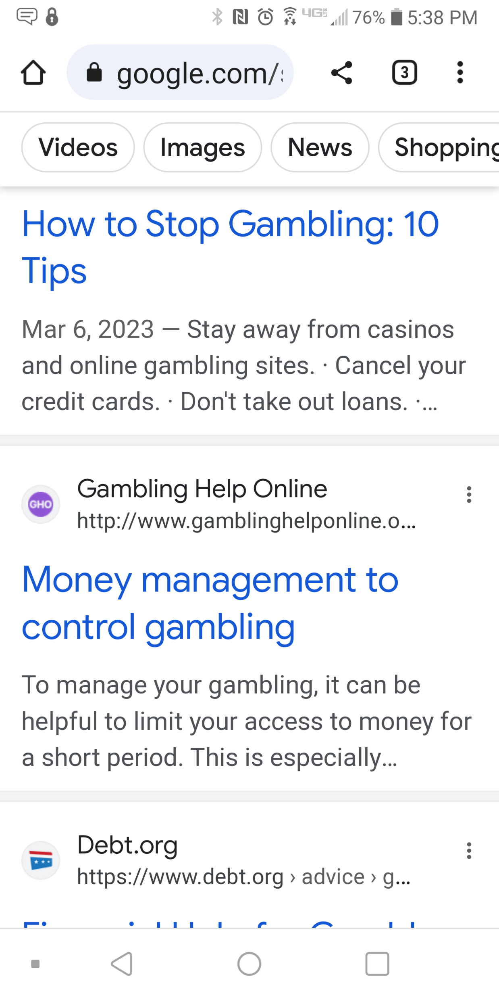 4G LTE 76% 5:38 PM
google.com/
3
Videos Images News Shopping
How to Stop Gambling: 10
Tips
Mar 6, 2023 — Stay away from casinos
and online gambling sites. · Cancel your
credit cards. · Don't take out loans. ·...
Gambling Help Online
GHO
http://www.gamblinghelponline.o...
Money management to
control gambling
To manage your gambling, it can be
helpful to limit your access to money for
a short period. This is especially...
Debt.org
https://www.debt.org › advice › g...